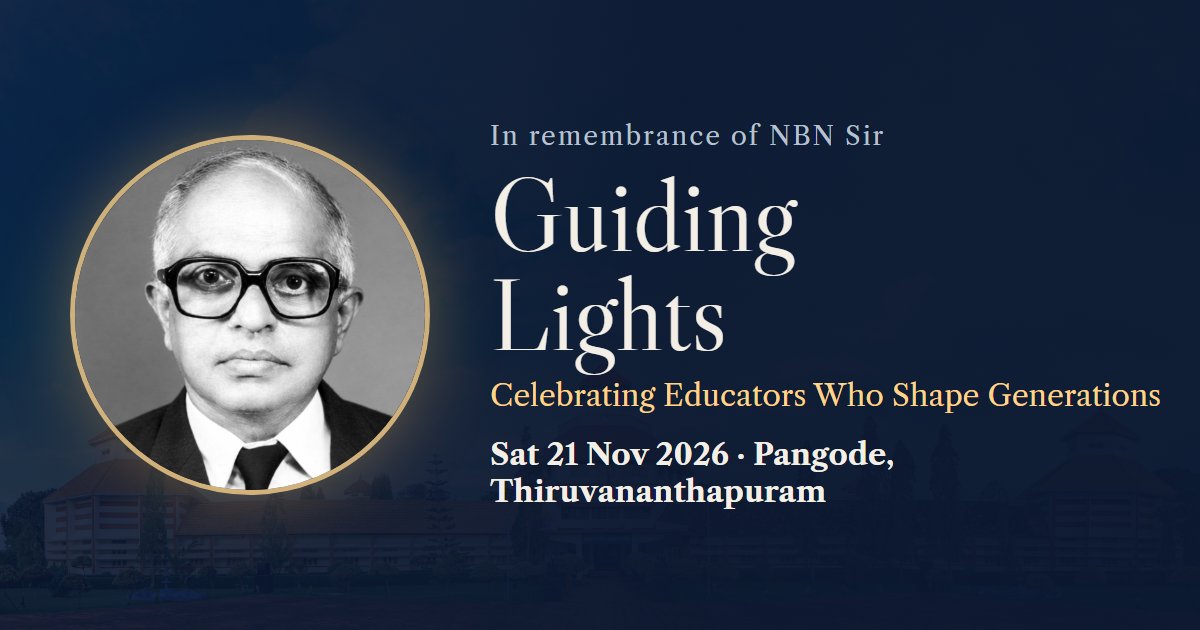 In remembrance of NBN Sir
Guiding
Lights
Celebrating Educators Who Shape Generations
Sat 21 Nov 2026 · Pangode,
Thiruvananthapuram